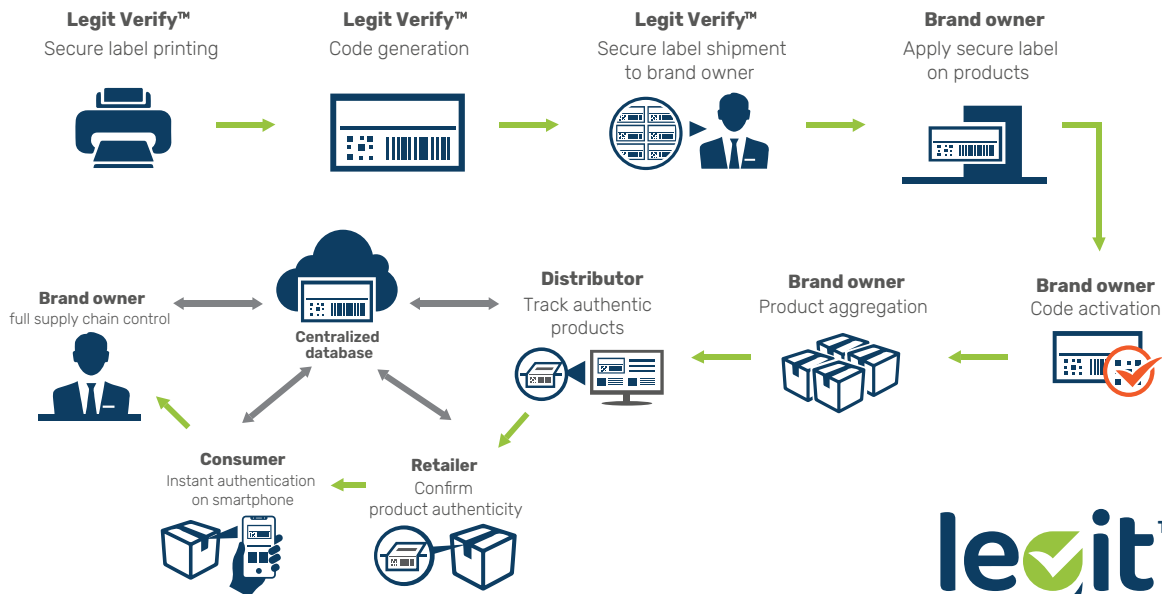 Legit Verify™
Secure label printing
Legit Verify™
Code generation
Legit Verify™
Secure label shipment
to brand owner
Brand owner
Apply secure label
on products
Brand owner
Code activation
Brand owner
Product aggregation
Distributor
Track authentic
products
Centralized
database
Brand owner
full supply chain control
Retailer
Confirm
product authenticity
Consumer
Instant authentication
on smartphone
legit